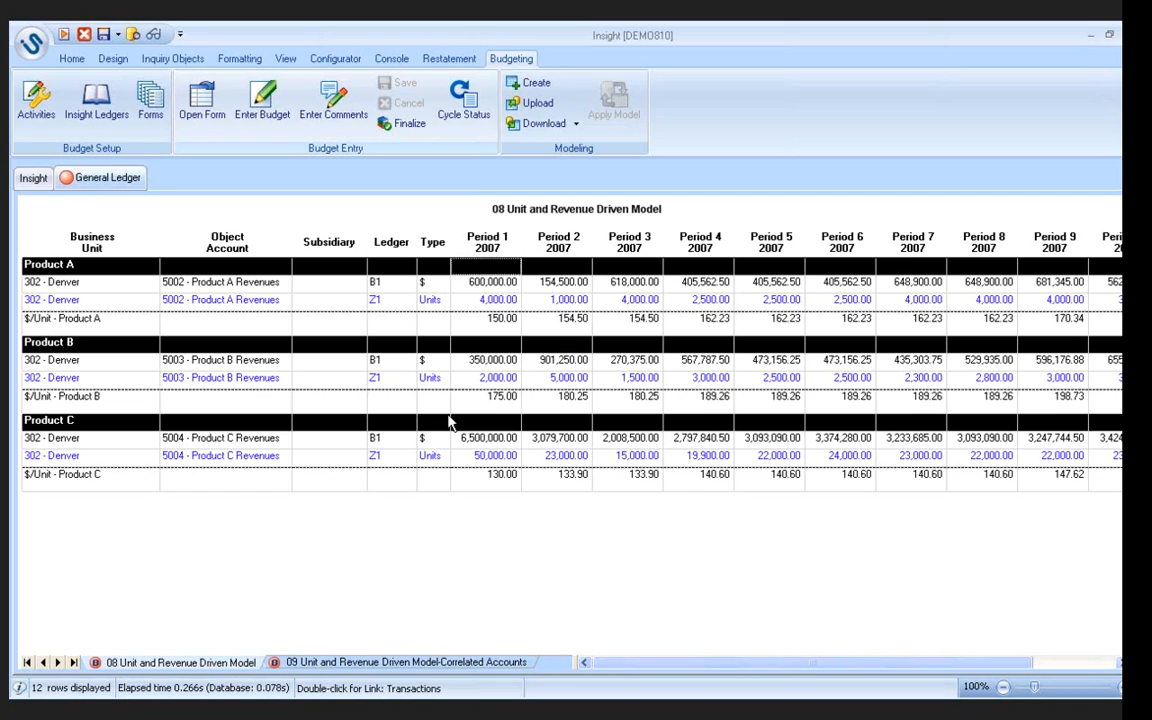 Insight [DEMO810]
Home Design Inquiry Objects Formatting View Configurator Console Restatement Budgeting
Activities Insight Ledgers Forms Open Form Enter Budget Enter Comments Save Cancel Finalize Cycle Status Create Upload Download Apply Model
Budget Setup Budget Entry Modeling
Insight General Ledger
08 Unit and Revenue Driven Model
Business Unit Object Account Subsidiary Ledger Type Period 1 2007 Period 2 2007 Period 3 2007 Period 4 2007 Period 5 2007 Period 6 2007 Period 7 2007 Period 8 2007 Period 9 2007
Product A
302 - Denver 5002 - Product A Revenues B1 $ 600,000.00 154,500.00 618,000.00 405,562.50 405,562.50 405,562.50 648,900.00 648,900.00 681,345.00
302 - Denver 5002 - Product A Revenues Z1 Units 4,000.00 1,000.00 4,000.00 2,500.00 2,500.00 2,500.00 4,000.00 4,000.00 4,000.00
$/Unit - Product A 150.00 154.50 154.50 162.23 162.23 162.23 162.23 162.23 170.34
Product B
302 - Denver 5003 - Product B Revenues B1 $ 350,000.00 901,250.00 270,375.00 567,787.50 473,156.25 473,156.25 435,303.75 529,935.00 596,176.88
302 - Denver 5003 - Product B Revenues Z1 Units 2,000.00 5,000.00 1,500.00 3,000.00 2,500.00 2,500.00 2,300.00 2,800.00 3,000.00
$/Unit - Product B 175.00 180.25 180.25 189.26 189.26 189.26 189.26 189.26 198.73
Product C
302 - Denver 5004 - Product C Revenues B1 $ 6,500,000.00 3,079,700.00 2,008,500.00 2,797,840.50 3,093,090.00 3,374,280.00 3,233,685.00 3,093,090.00 3,247,744.50
302 - Denver 5004 - Product C Revenues Z1 Units 50,000.00 23,000.00 15,000.00 19,900.00 22,000.00 24,000.00 23,000.00 22,000.00 22,000.00
$/Unit - Product C 130.00 133.90 133.90 140.60 140.60 140.60 140.60 140.60 147.62
08 Unit and Revenue Driven Model 09 Unit and Revenue Driven Model-Correlated Accounts
12 rows displayed Elapsed time 0.266s (Database: 0.078s) Double-click for Link: Transactions 100%